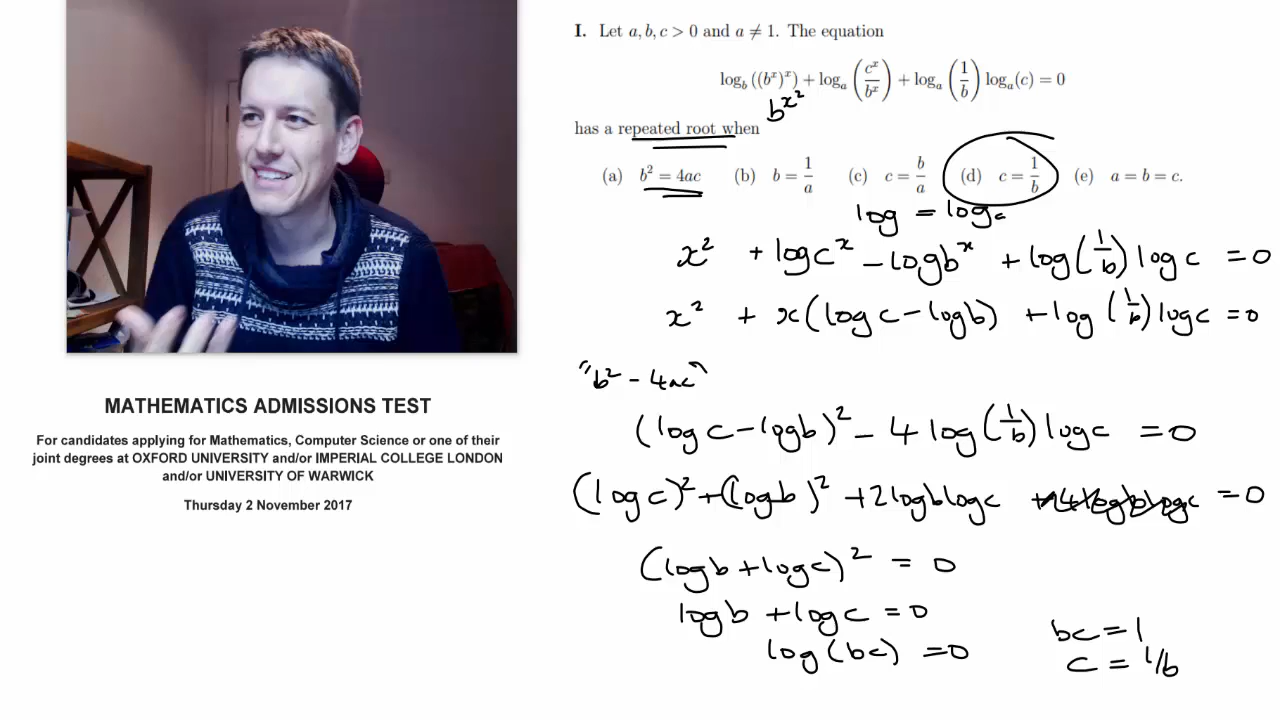 I. Let a, b, c > 0 and a ≠ 1. The equation
log_b ((b^x)^x) + log_a (c^x / b^x) + log_a (1/b) log_a(c) = 0
b^x²
has a repeated root when
(a) b² = 4ac (b) b = 1/a (c) c = b/a (d) c = 1/b (e) a = b = c.
log = log_a
x² + log c^x − log b^x + log(1/b) log c = 0
x² + x(log c − log b) + log(1/b) log c = 0
"b² − 4ac"
(log c − log b)² − 4 log(1/b) log c = 0
(log c)² + (log b)² + 2 log b log c + 4 log b log c = 0
(log b + log c)² = 0
log b + log c = 0
log (bc) = 0
bc = 1
c = 1/b
MATHEMATICS ADMISSIONS TEST
For candidates applying for Mathematics, Computer Science or one of their
joint degrees at OXFORD UNIVERSITY and/or IMPERIAL COLLEGE LONDON
and/or UNIVERSITY OF WARWICK
Thursday 2 November 2017